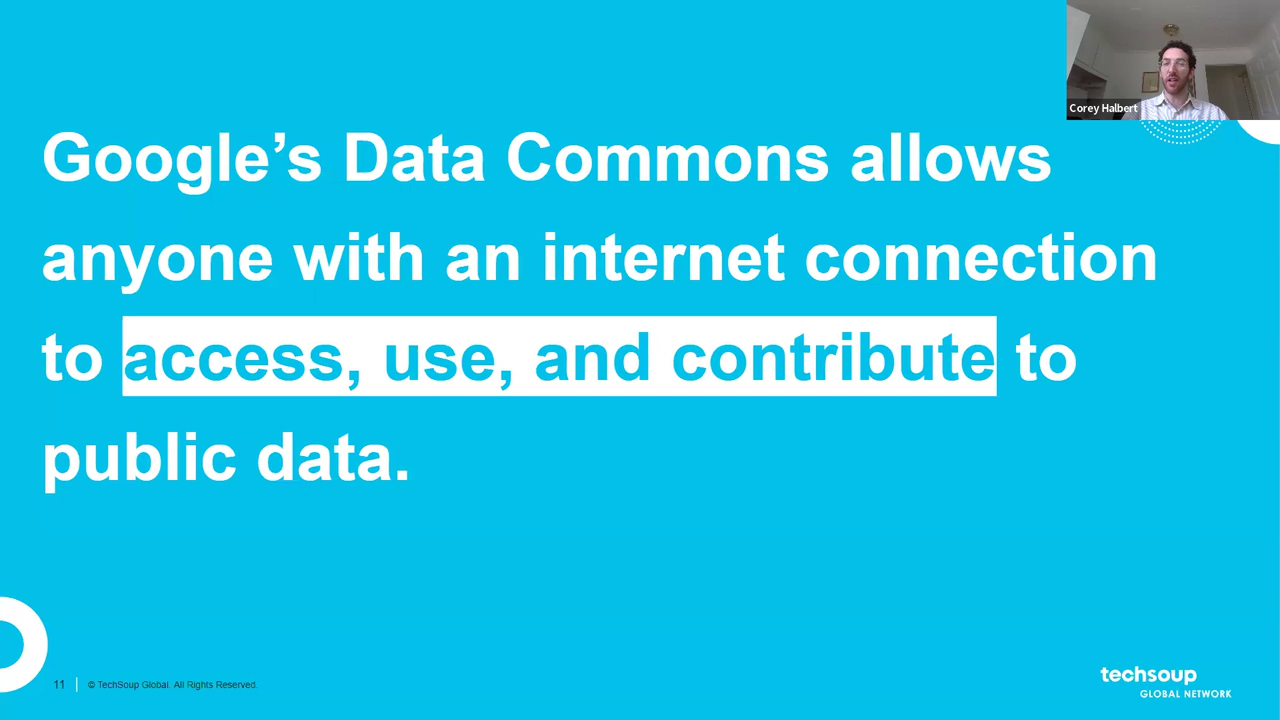 Corey Halbert
Google’s Data Commons allows
anyone with an internet connection
to access, use, and contribute to
public data.
11
© TechSoup Global. All Rights Reserved.
techsoup
GLOBAL NETWORK